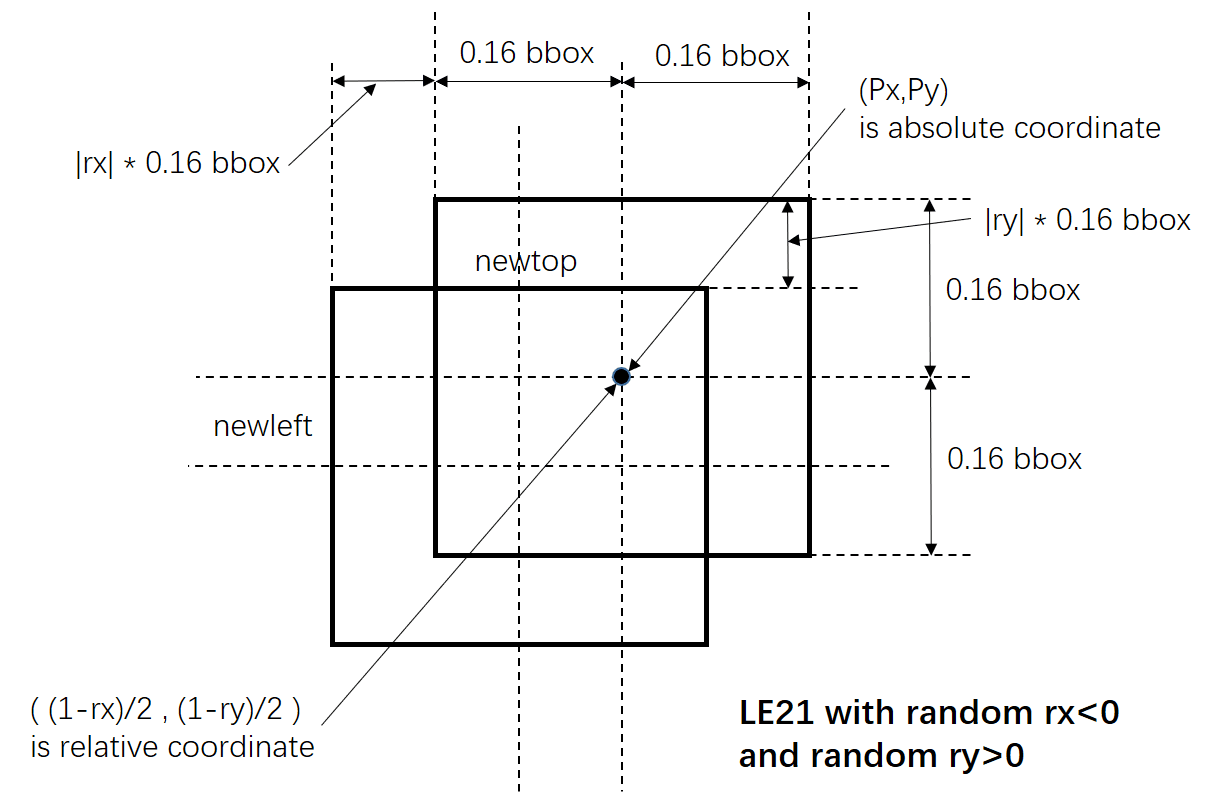 0.16 bbox
0.16 bbox
(Px,Py)
is absolute coordinate
|rx| * 0.16 bbox
|ry| * 0.16 bbox
newtop
0.16 bbox
newleft
0.16 bbox
( (1-rx)/2 , (1-ry)/2 )
is relative coordinate
LE21 with random rx<0
and random ry>0